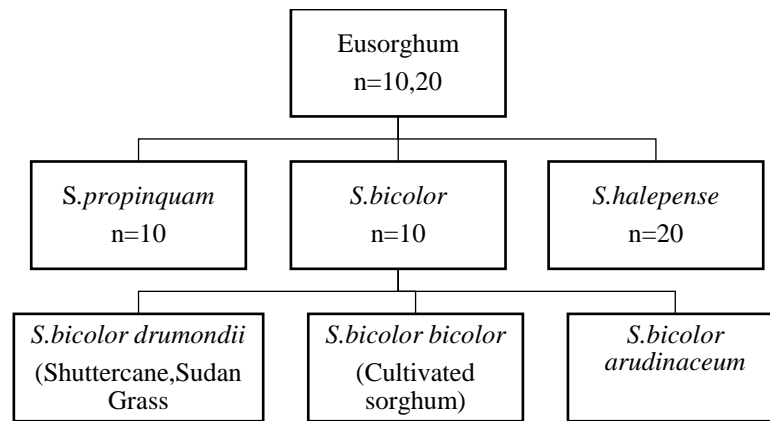 Eusorghum
n=10,20
S.propinquam
n=10
S.bicolor
n=10
S.halepense
n=20
S.bicolor drumondii
(Shuttercane,Sudan
Grass
S.bicolor bicolor
(Cultivated
sorghum)
S.bicolor
arudinaceum